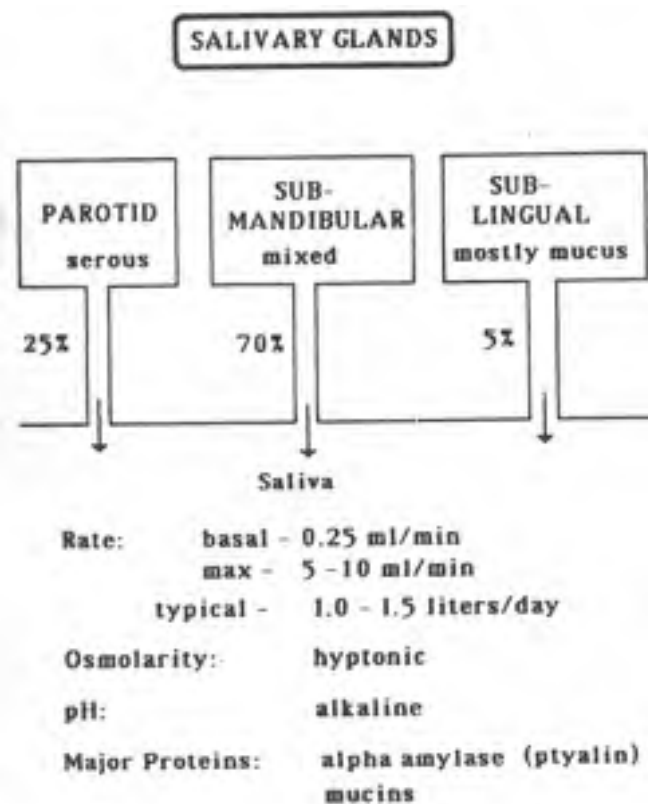 SALIVARY GLANDS
PAROTID
serous
SUB-
MANDIBULAR
mixed
SUB-
LINGUAL
mostly mucus
25%
70%
5%
Saliva
Rate: basal - 0.25 ml/min
max - 5 -10 ml/min
typical - 1.0 - 1.5 liters/day
Osmolarity: hyptonic
pH: alkaline
Major Proteins: alpha amylase (ptyalin)
mucins